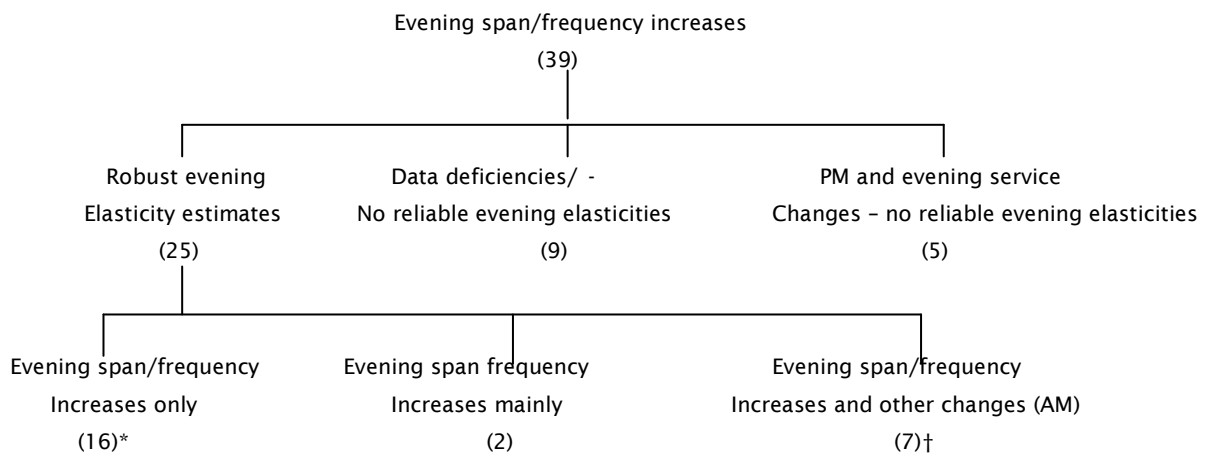 Evening span/frequency increases
(39)
Robust evening
Elasticity estimates
(25)
Data deficiencies/ -
No reliable evening elasticities
(9)
PM and evening service
Changes – no reliable evening elasticities
(5)
Evening span/frequency
Increases only
(16)*
Evening span frequency
Increases mainly
(2)
Evening span/frequency
Increases and other changes (AM)
(7)†